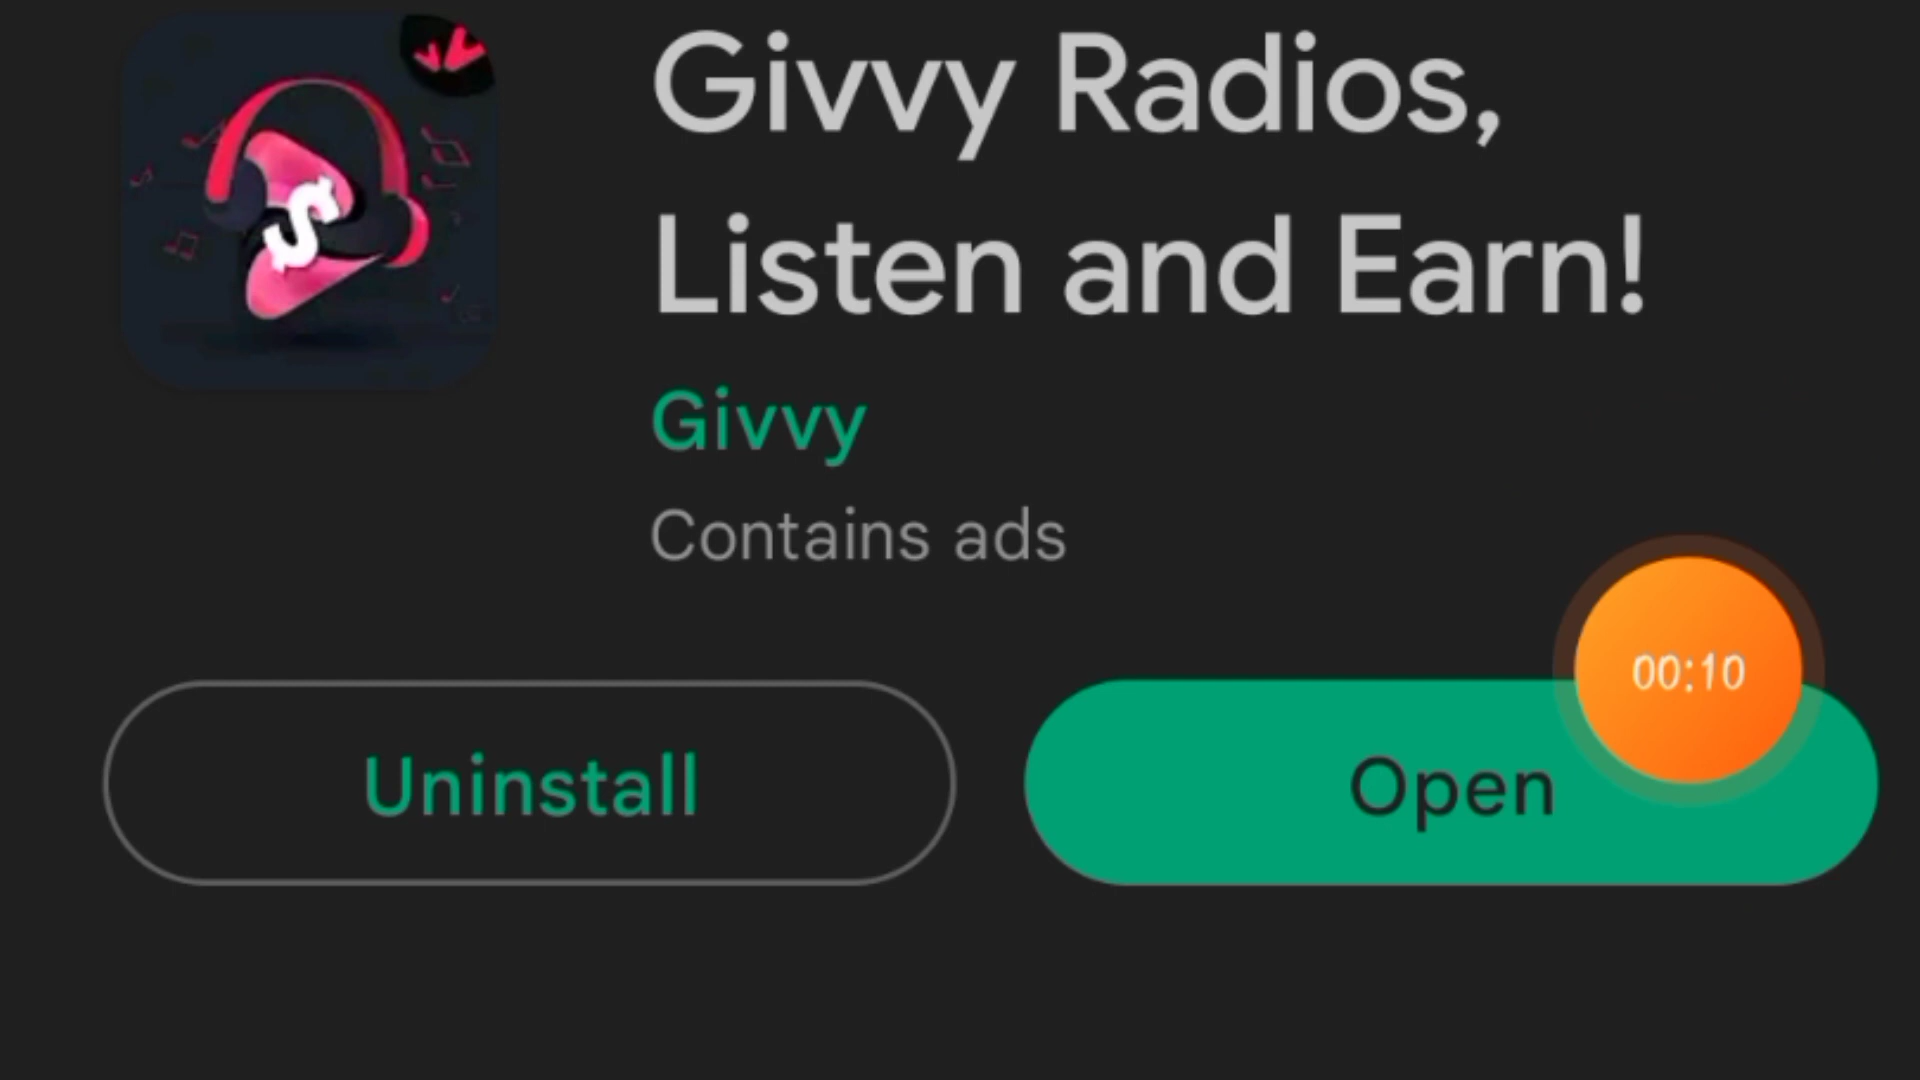 Givvy Radios,
Listen and Earn!
Givvy
Contains ads
00:10
Uninstall
Open